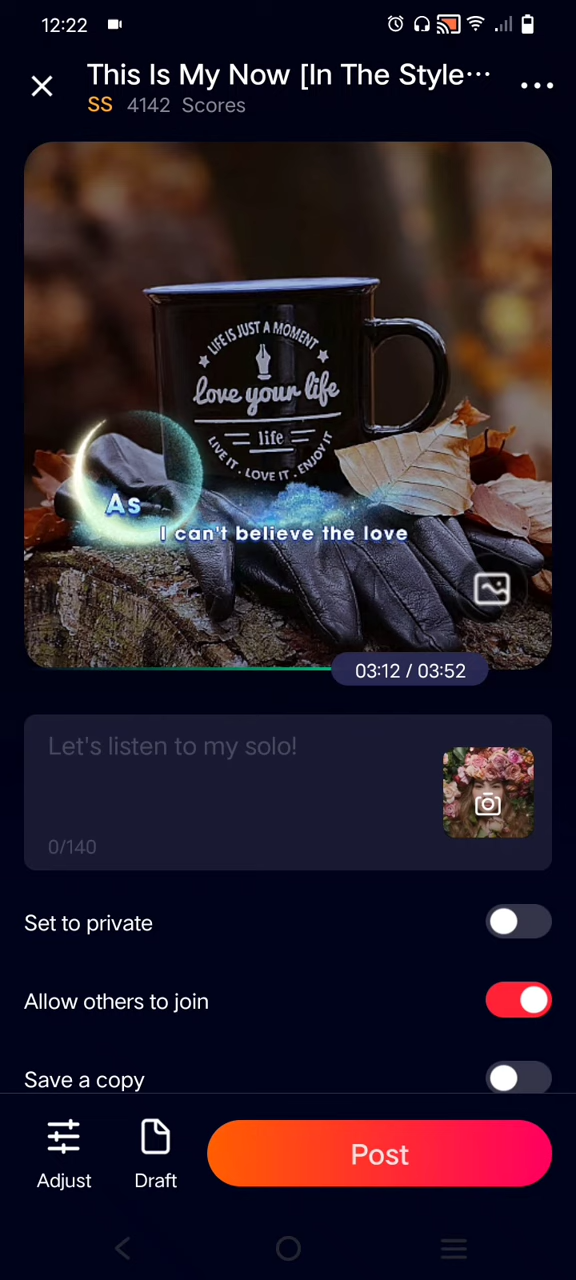 12:22
This Is My Now [In The Style···
SS 4142 Scores
LIFE IS JUST A MOMENT
love your life
life
LIVE IT . LOVE IT . ENJOY IT
As
I can't believe the love
03:12 / 03:52
Let's listen to my solo!
0/140
Set to private
Allow others to join
Save a copy
Adjust
Draft
Post